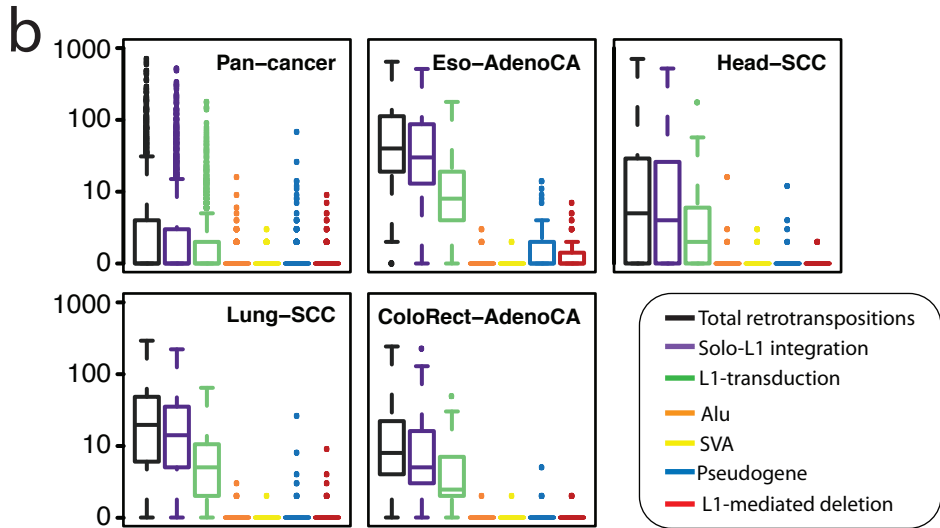 b
1000
100
10
0
Pan−cancer
Eso−AdenoCA
Head−SCC
1000
100
10
0
Lung−SCC
ColoRect−AdenoCA
Total retrotranspositions
Solo-L1 integration
L1-transduction
Alu
SVA
Pseudogene
L1-mediated deletion